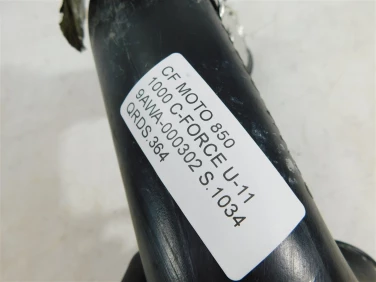 CF MOTO 850
1000 C-FORCE U-11
9AWA-000302 S.1034
QRDS.364